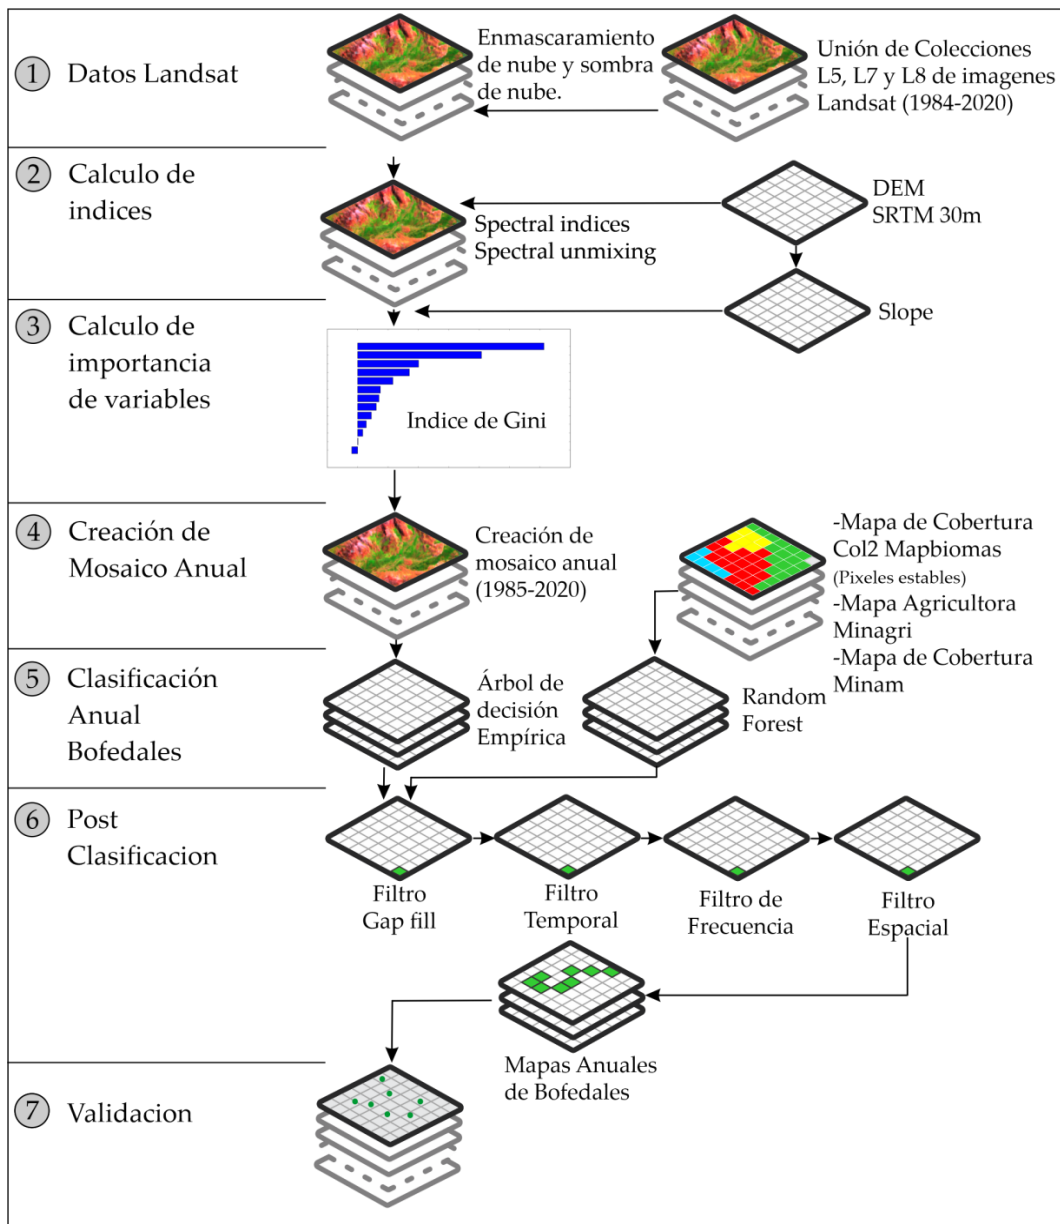 1 Datos Landsat
Enmascaramiento
de nube y sombra
de nube.
Unión de Colecciones
L5, L7 y L8 de imagenes
Landsat (1984-2020)
2 Calculo de
indices
Spectral indices
Spectral unmixing
DEM
SRTM 30m
Slope
3 Calculo de
importancia
de variables
Indice de Gini
4 Creación de
Mosaico Anual
Creación de
mosaico anual
(1985-2020)
-Mapa de Cobertura
Col2 Mapbiomas
(Pixeles estables)
-Mapa Agricultora
Minagri
-Mapa de Cobertura
Minam
5 Clasificación
Anual
Bofedales
Árbol de
decisión
Empírica
Random
Forest
6 Post
Clasificacion
Filtro
Gap fill
Filtro
Temporal
Filtro de
Frecuencia
Filtro
Espacial
Mapas Anuales
de Bofedales
7 Validacion